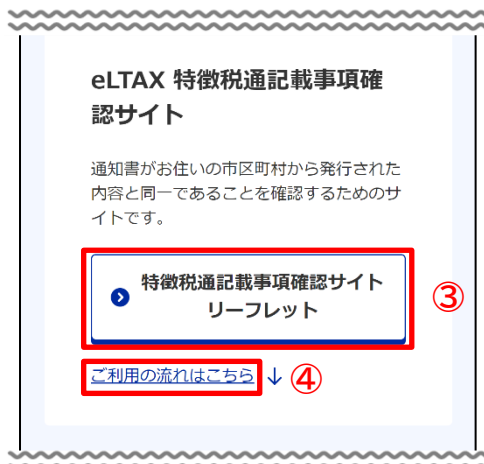 eLTAX 特徴税通記載事項確
認サイト
通知書がお住いの市区町村から発行された
内容と同一であることを確認するためのサ
イトです。
特徴税通記載事項確認サイト
リーフレット
③
ご利用の流れはこちら ↓ ④